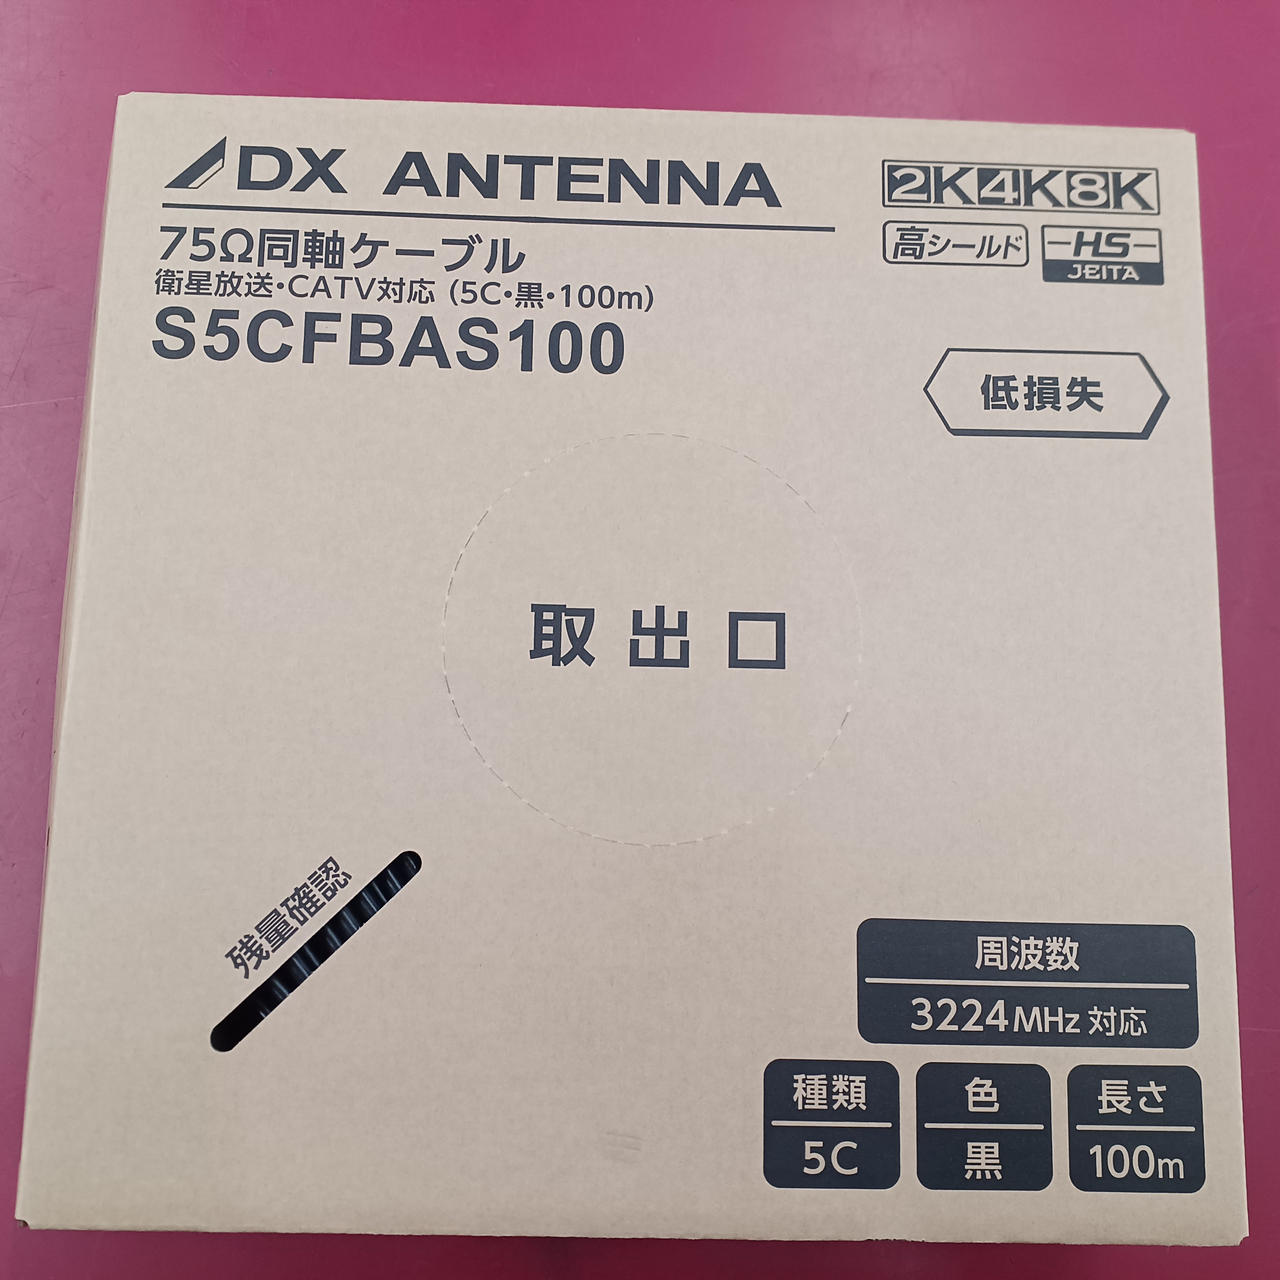 DX ANTENNA
2K4K8K
75Ω同軸ケーブル
高シールド
HS
JEITA
衛星放送・CATV対応（5C・黒・100m）
S5CFBAS100
低損失
取出口
残量確認
周波数
3224MHz 対応
種類
5C
色
黒
長さ
100m